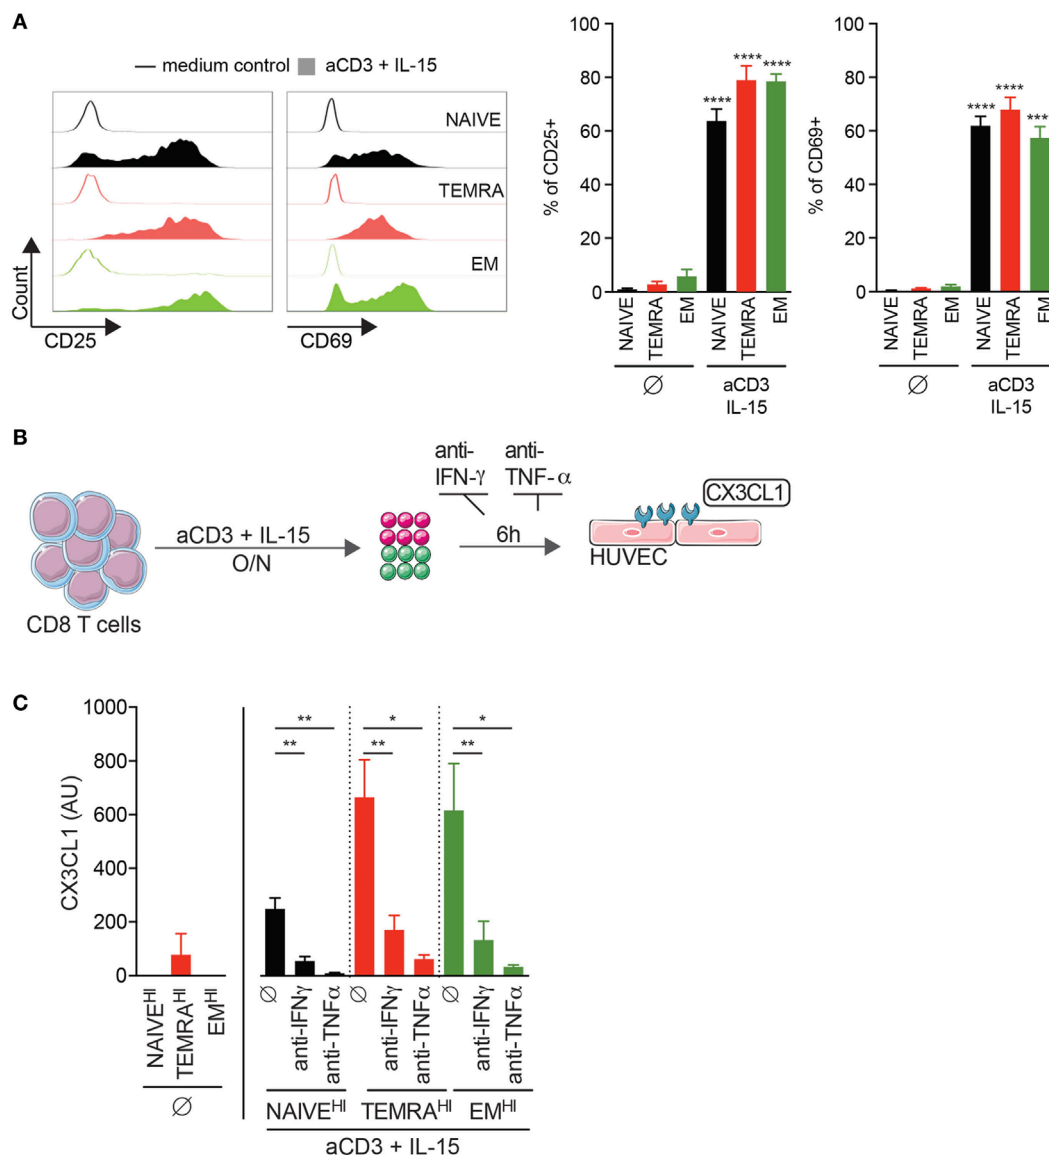 A
— medium control ■ aCD3 + IL-15
NAIVE
TEMRA
EM
Count
CD25
CD69
% of CD25+
100
80
60
40
20
0
****
****
****
NAIVE
TEMRA
EM
NAIVE
TEMRA
EM
∅
aCD3
IL-15
% of CD69+
100
80
60
40
20
0
****
****
***
NAIVE
TEMRA
EM
NAIVE
TEMRA
EM
∅
aCD3
IL-15
B
CD8 T cells
aCD3 + IL-15
O/N
anti-
IFN-γ
anti-
TNF-α
6h
CX3CL1
HUVEC
C
CX3CL1 (AU)
1000
800
600
400
200
0
NAIVE^HI
TEMRA^HI
EM^HI
∅
**
**
*
**
*
**
∅
anti-IFNγ
anti-TNFα
∅
anti-IFNγ
anti-TNFα
∅
anti-IFNγ
anti-TNFα
NAIVE^HI
TEMRA^HI
EM^HI
aCD3 + IL-15